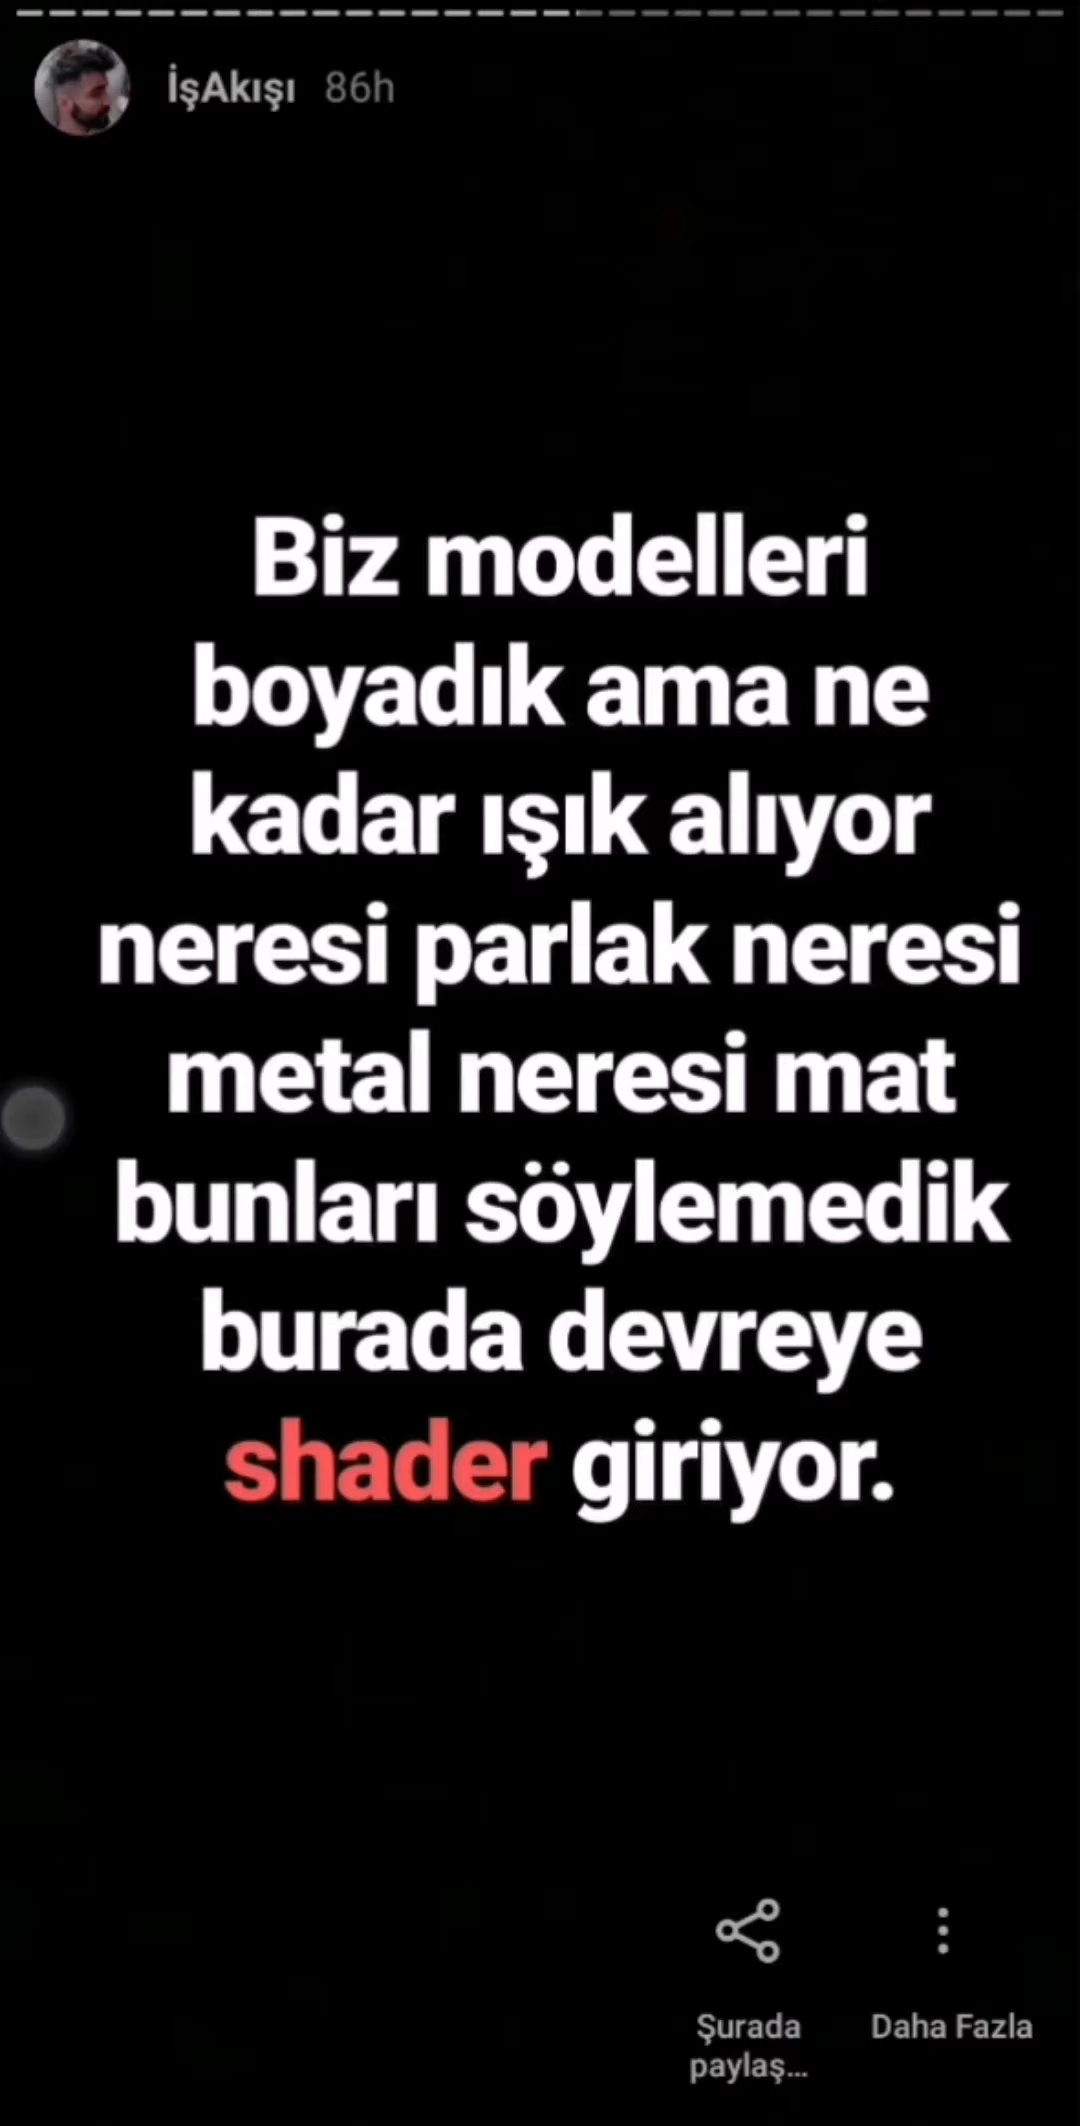 İşAkışı 86h
Biz modelleri
boyadık ama ne
kadar ışık alıyor
neresi parlak neresi
metal neresi mat
bunları söylemedik
burada devreye
shader giriyor.
Şurada
paylaş...
Daha Fazla